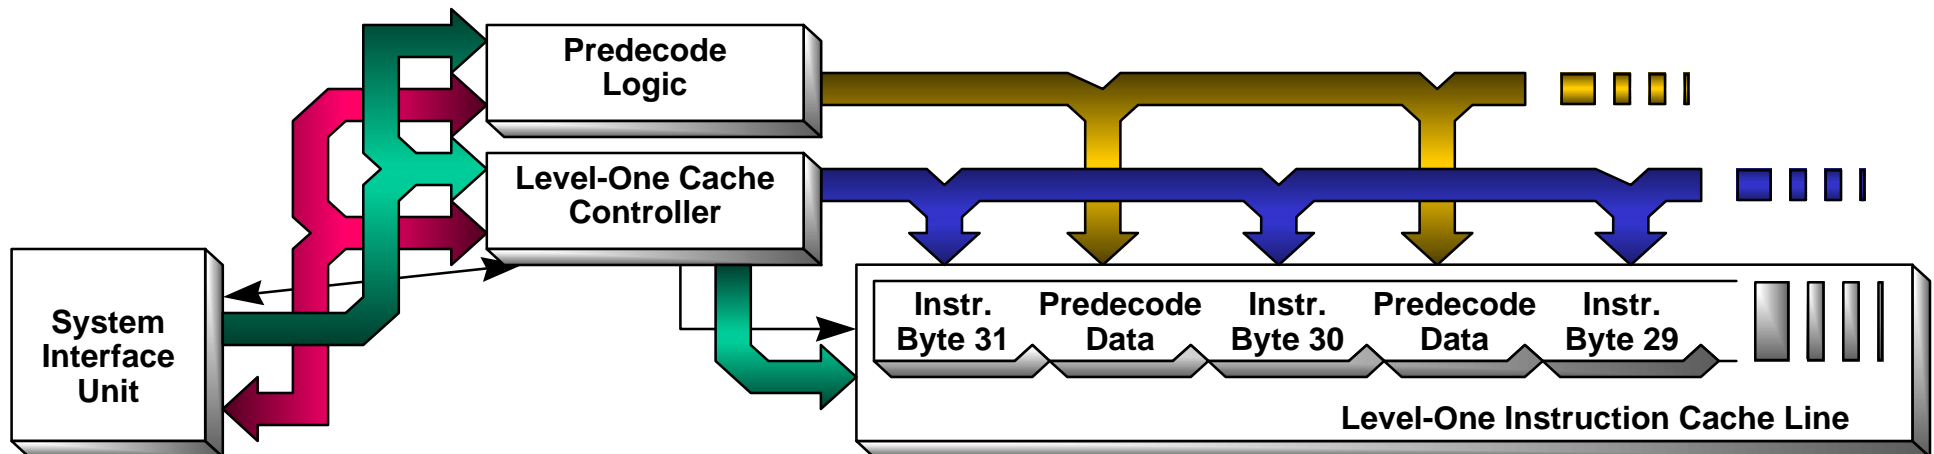 Predecode
Logic
Level-One Cache
Controller
System
Interface
Unit
Instr.
Byte 31
Predecode
Data
Instr.
Byte 30
Predecode
Data
Instr.
Byte 29
Level-One Instruction Cache Line